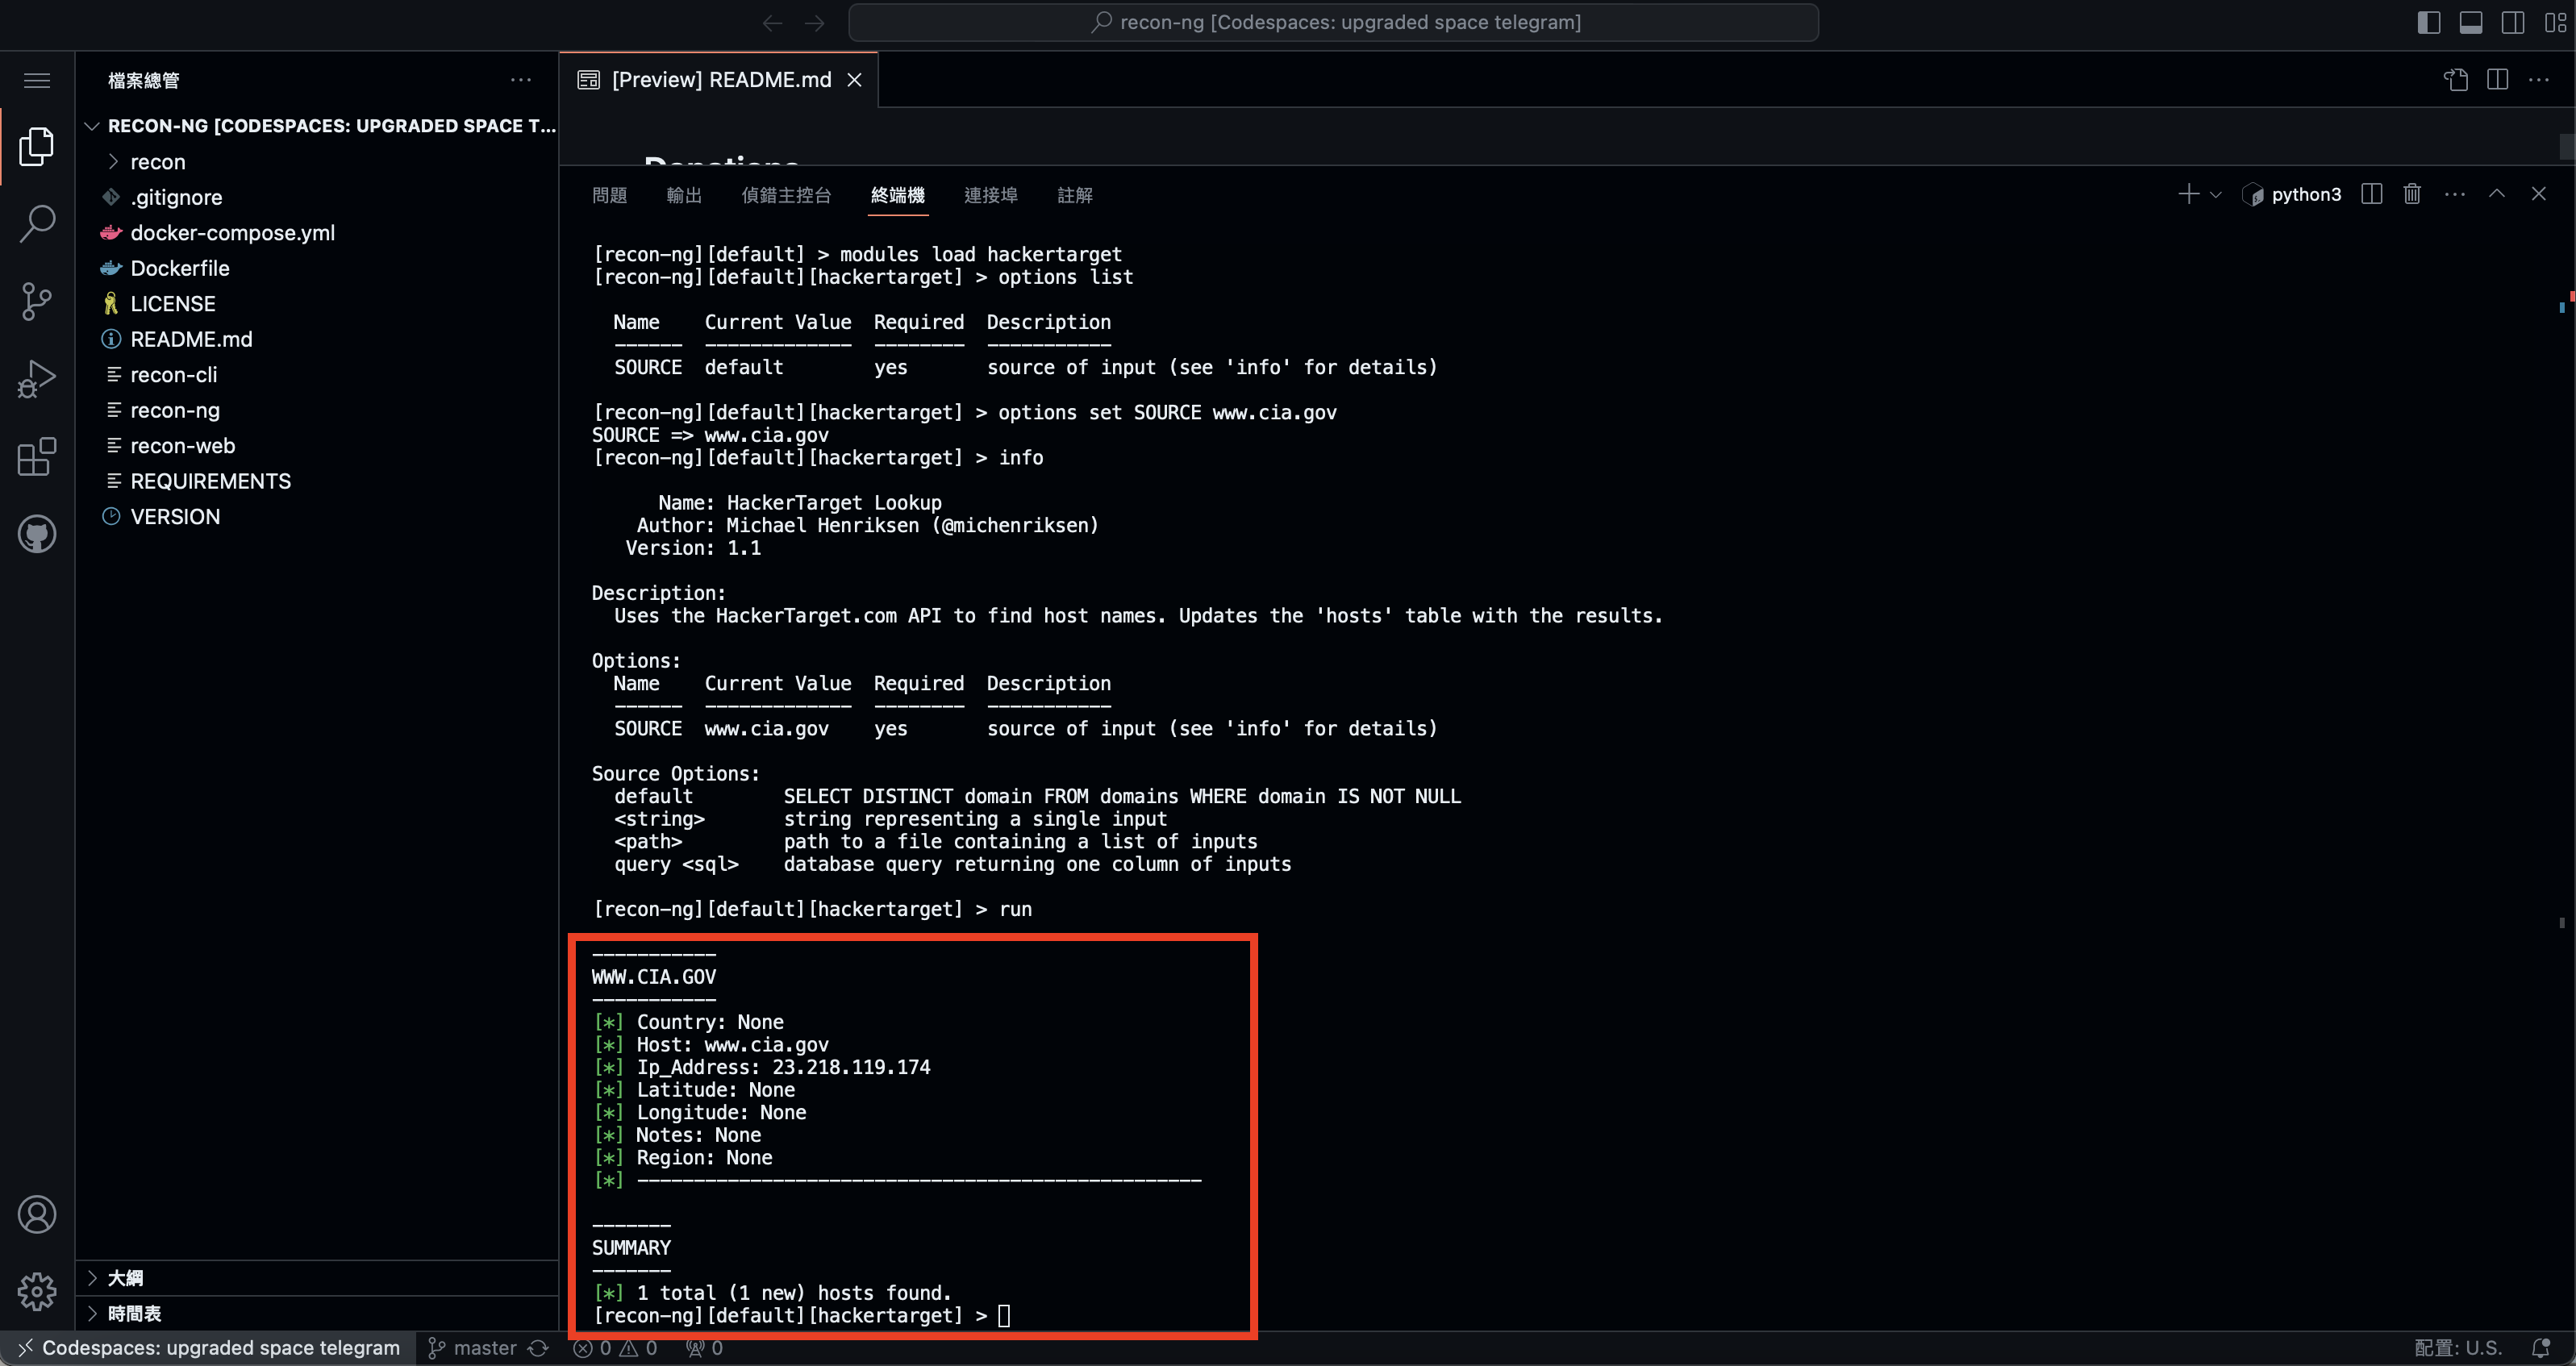 recon-ng [Codespaces: upgraded space telegram]
檔案總管
RECON-NG [CODESPACES: UPGRADED SPACE T...
recon
.gitignore
docker-compose.yml
Dockerfile
LICENSE
README.md
recon-cli
recon-ng
recon-web
REQUIREMENTS
VERSION
大綱
時間表
[Preview] README.md
Donations
問題 輸出 偵錯主控台 終端機 連接埠 註解
python3
[recon-ng][default] > modules load hackertarget
[recon-ng][default][hackertarget] > options list
Name Current Value Required Description
------ ------------- -------- -----------
SOURCE default yes source of input (see 'info' for details)
[recon-ng][default][hackertarget] > options set SOURCE www.cia.gov
SOURCE => www.cia.gov
[recon-ng][default][hackertarget] > info
Name: HackerTarget Lookup
Author: Michael Henriksen (@michenriksen)
Version: 1.1
Description:
Uses the HackerTarget.com API to find host names. Updates the 'hosts' table with the results.
Options:
Name Current Value Required Description
------ ------------- -------- -----------
SOURCE www.cia.gov yes source of input (see 'info' for details)
Source Options:
default SELECT DISTINCT domain FROM domains WHERE domain IS NOT NULL
<string> string representing a single input
<path> path to a file containing a list of inputs
query <sql> database query returning one column of inputs
[recon-ng][default][hackertarget] > run
-----------
WWW.CIA.GOV
-----------
[*] Country: None
[*] Host: www.cia.gov
[*] Ip_Address: 23.218.119.174
[*] Latitude: None
[*] Longitude: None
[*] Notes: None
[*] Region: None
[*] --------------------------------------------------
-------
SUMMARY
-------
[*] 1 total (1 new) hosts found.
[recon-ng][default][hackertarget] >
Codespaces: upgraded space telegram master 0 0 0 配置: U.S.